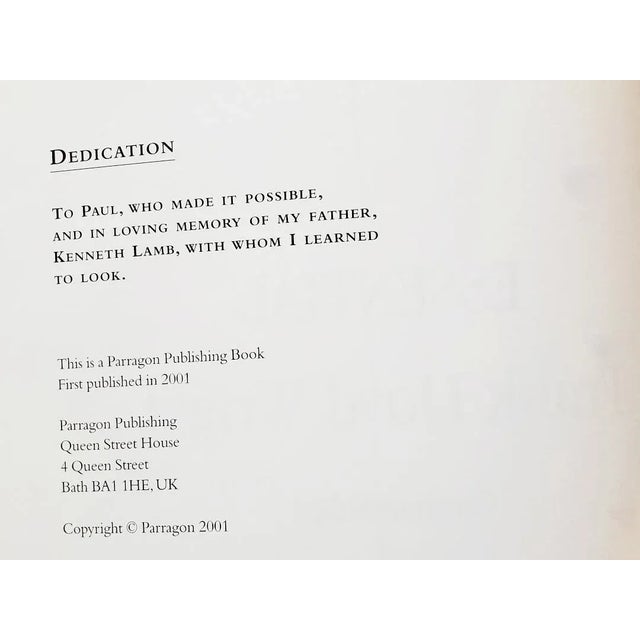 DEDICATION
TO PAUL, WHO MADE IT POSSIBLE,
AND IN LOVING MEMORY OF MY FATHER,
KENNETH LAMB, WITH WHOM I LEARNED
TO LOOK.
This is a Parragon Publishing Book
First published in 2001
Parragon Publishing
Queen Street House
4 Queen Street
Bath BA1 1HE, UK
Copyright © Parragon 2001